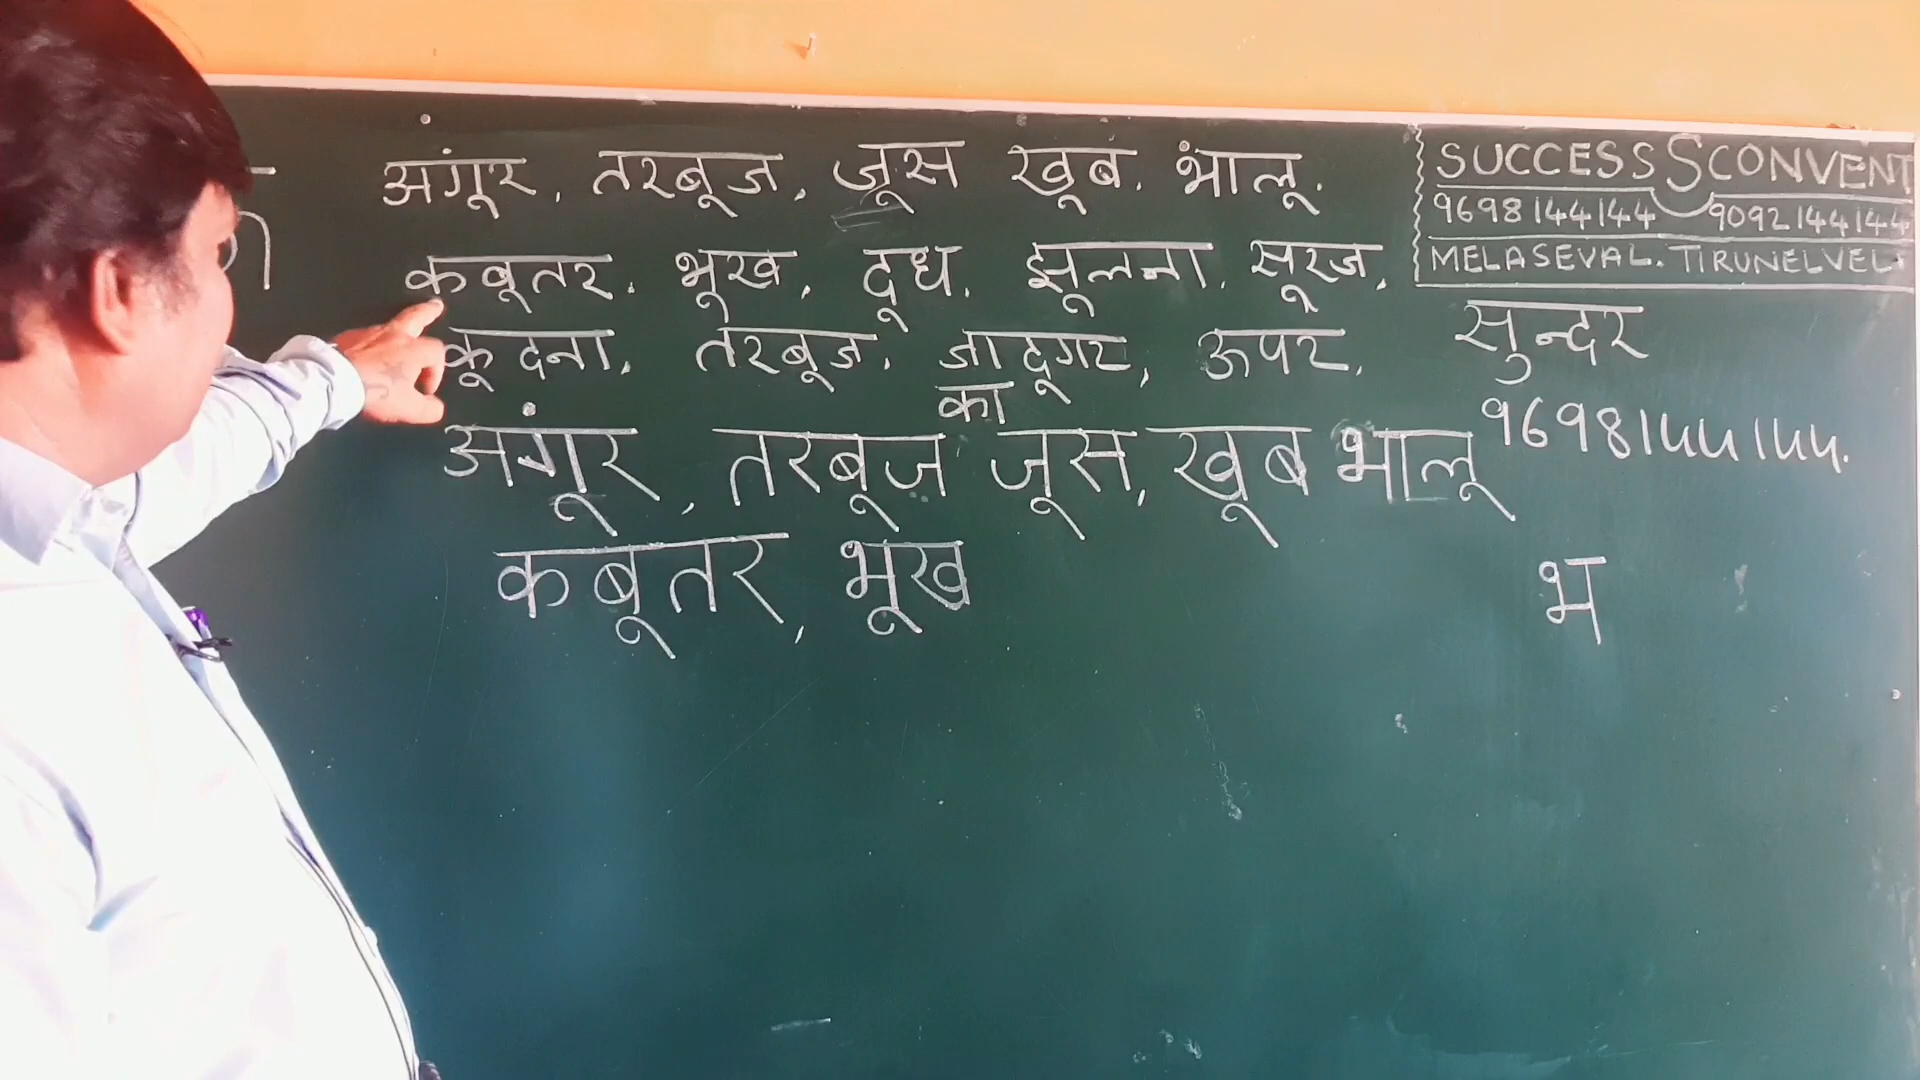 अंगूर, तरबूज, जूस खूब, भालू.
कबूतर, भूख, दूध, झूलना, सूरज,
कूदना, तरबूज, जादूगर, ऊपर,
का
अंगूर, तरबूज जूस, खूब भालू
कबूतर, भूख
SUCCESS S CONVENT
9698144144 9092144144
MELASEVAL. TIRUNELVELI
सुन्दर
9698144144.
भ